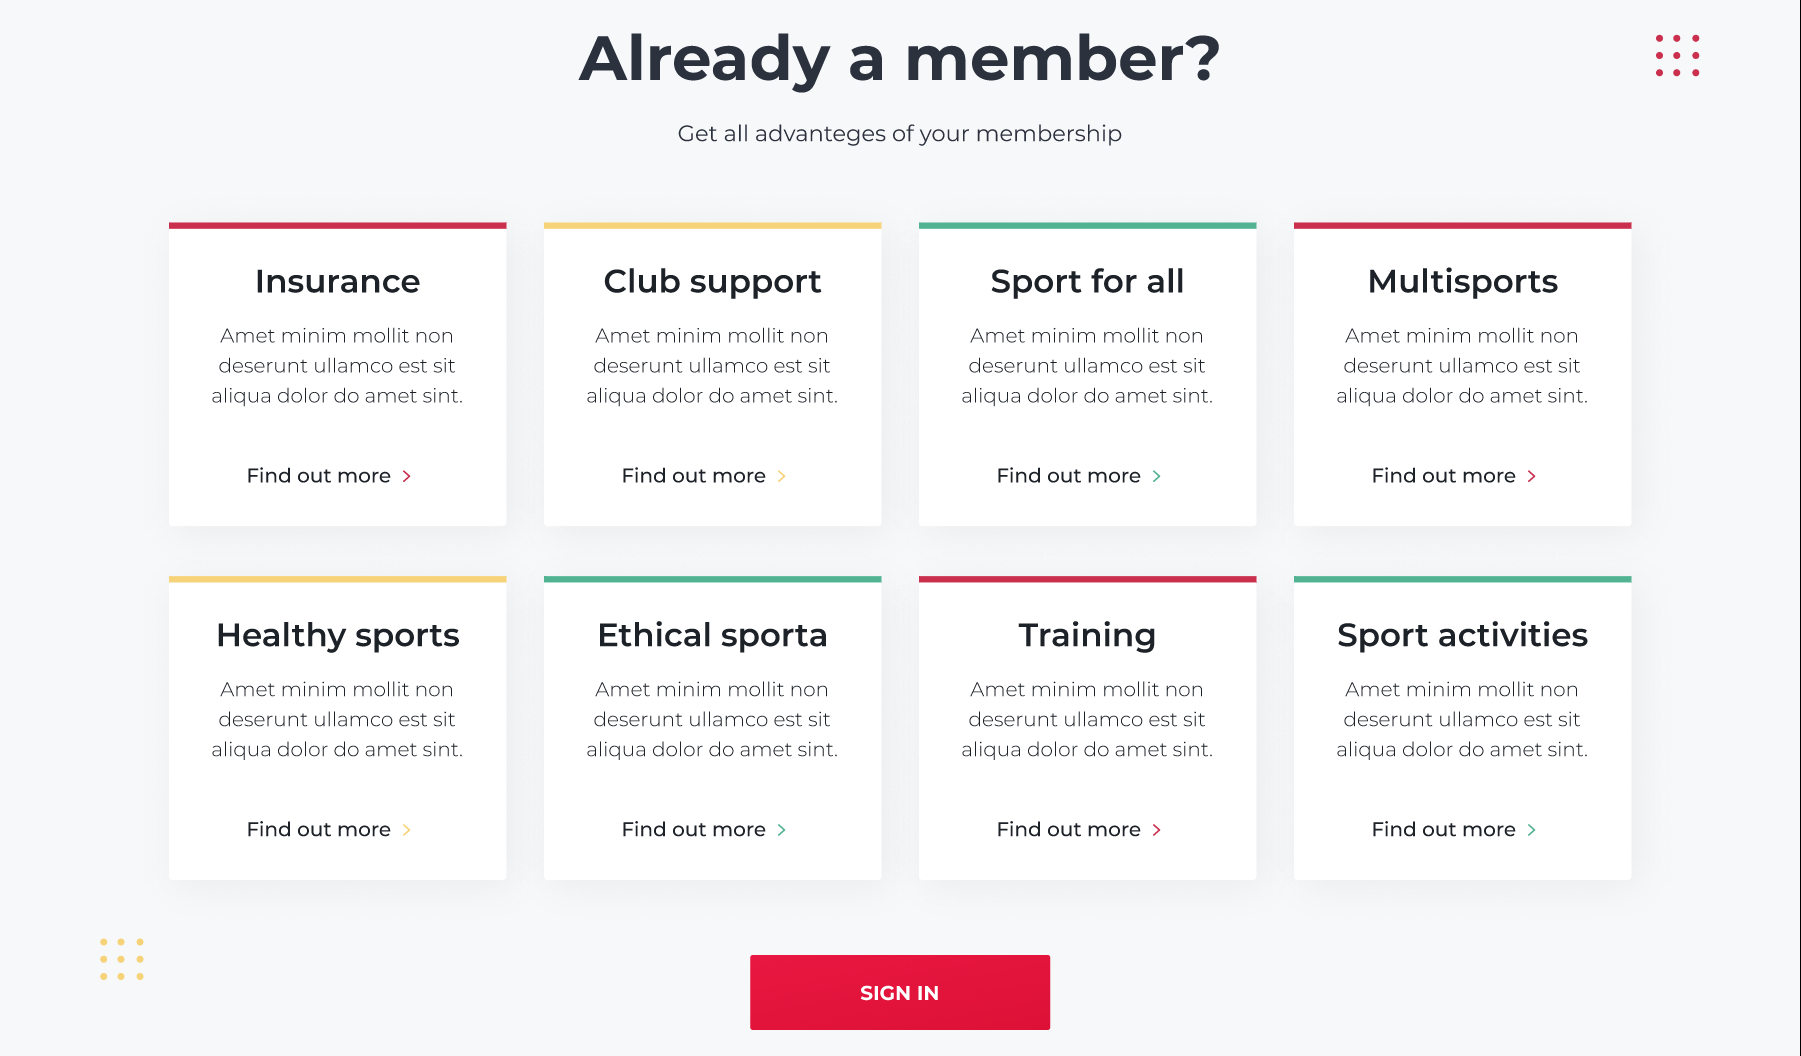 Already a member?
Get all advanteges of your membership
Insurance
Amet minim mollit non
deserunt ullamco est sit
aliqua dolor do amet sint.
Find out more
Club support
Amet minim mollit non
deserunt ullamco est sit
aliqua dolor do amet sint.
Find out more
Sport for all
Amet minim mollit non
deserunt ullamco est sit
aliqua dolor do amet sint.
Find out more
Multisports
Amet minim mollit non
deserunt ullamco est sit
aliqua dolor do amet sint.
Find out more
Healthy sports
Amet minim mollit non
deserunt ullamco est sit
aliqua dolor do amet sint.
Find out more
Ethical sporta
Amet minim mollit non
deserunt ullamco est sit
aliqua dolor do amet sint.
Find out more
Training
Amet minim mollit non
deserunt ullamco est sit
aliqua dolor do amet sint.
Find out more
Sport activities
Amet minim mollit non
deserunt ullamco est sit
aliqua dolor do amet sint.
Find out more
SIGN IN